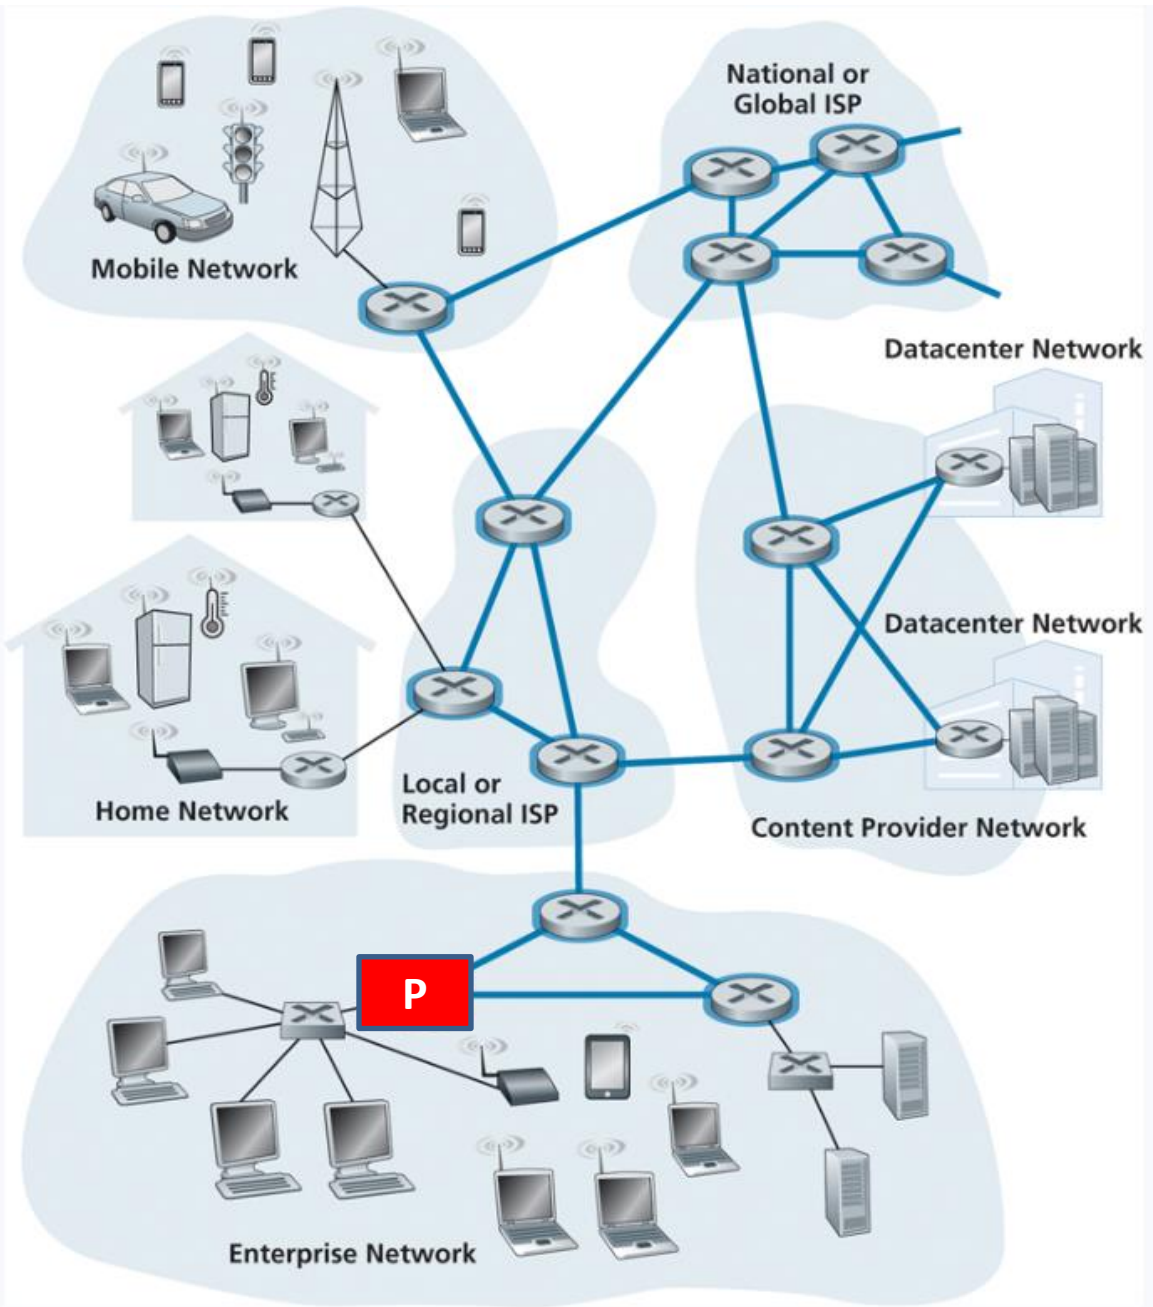 National or
Global ISP
Mobile Network
Datacenter Network
Datacenter Network
Home Network
Local or
Regional ISP
Content Provider Network
P
Enterprise Network